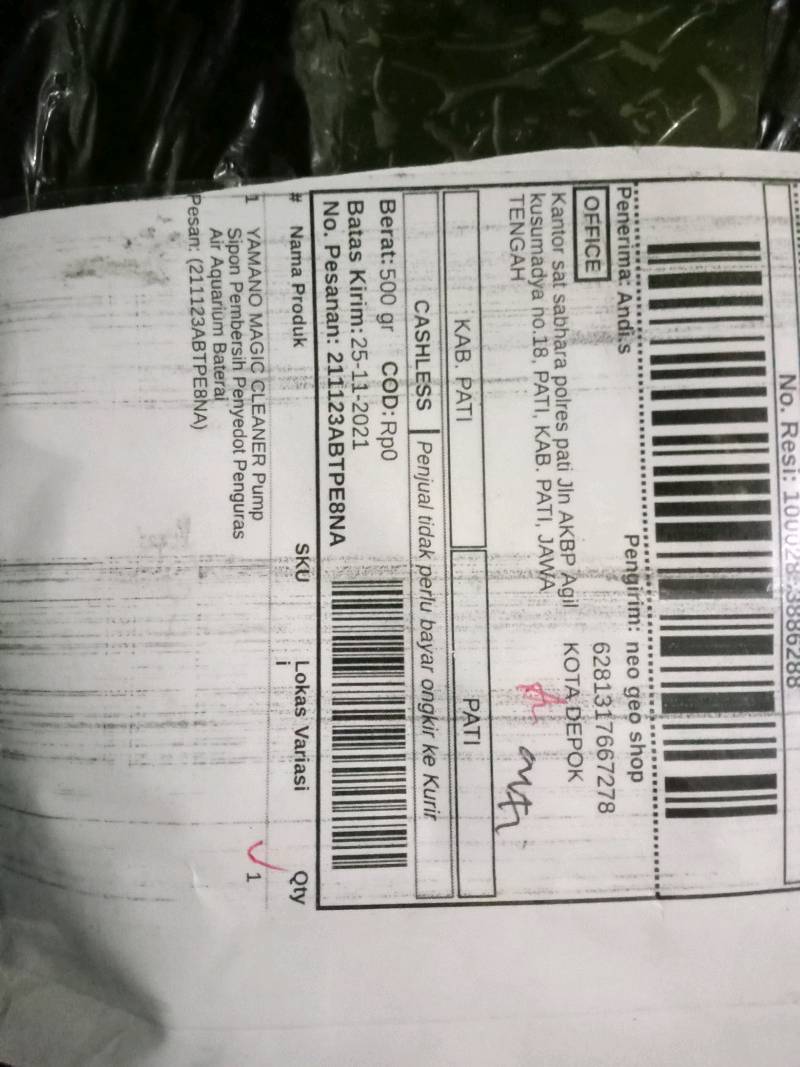 No. Resi:
Penerima: Andi.s
Pengirim: neo geo shop
OFFICE
6281317667278
Kantor sat sabhara polres pati Jln AKBP Agil
kusumadya no.18, PATI, KAB. PATI, JAWA
TENGAH
KOTA DEPOK
KAB. PATI
PATI
CASHLESS
Penjual tidak perlu bayar ongkir ke Kurir
Berat: 500 gr COD: Rp0
Batas Kirim: 25-11-2021
No. Pesanan: 211123ABTPE8NA
# Nama Produk SKU Lokas Variasi Qty
i
1 YAMANO MAGIC CLEANER Pump 1
Sipon Pembersih Penyedot Penguras
Air Aquarium Baterai
Pesan: (211123ABTPE8NA)